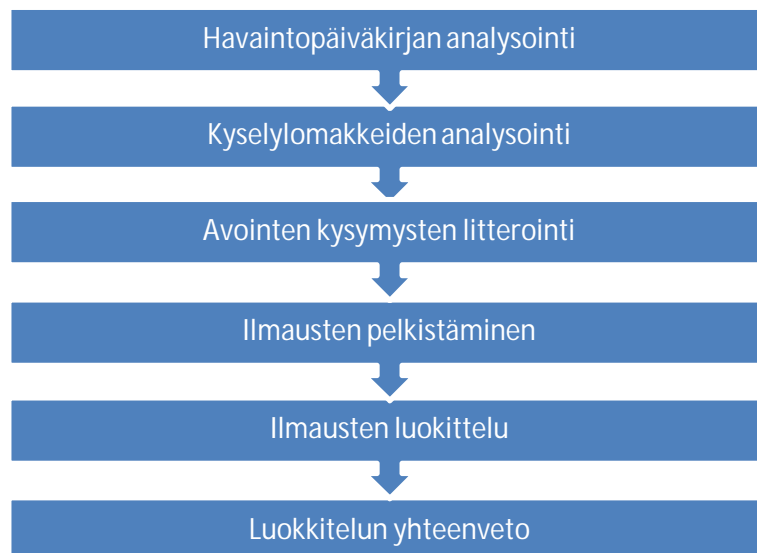 Havaintopäiväkirjan analysointi
Kyselylomakkeiden analysointi
Avointen kysymysten litterointi
Ilmausten pelkistäminen
Ilmausten luokittelu
Luokkitelun yhteenveto